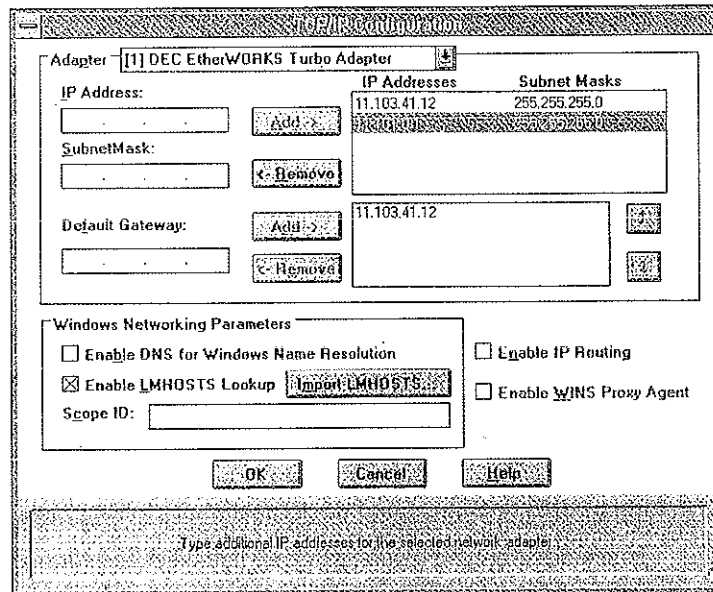 TCP/IP Configuration
Adapter [1] DEC EtherWORKS Turbo Adapter
IP Addresses Subnet Masks
IP Address:
11.103.41.12 255.255.255.0
Add ->
SubnetMask:
<- Remove
Default Gateway:
11.103.41.12
Add ->
<- Remove
Windows Networking Parameters
Enable DNS for Windows Name Resolution
Enable IP Routing
Enable LMHOSTS Lookup Import LMHOSTS...
Enable WINS Proxy Agent
Scope ID:
OK Cancel Help
Type additional IP addresses for the selected network adapter.